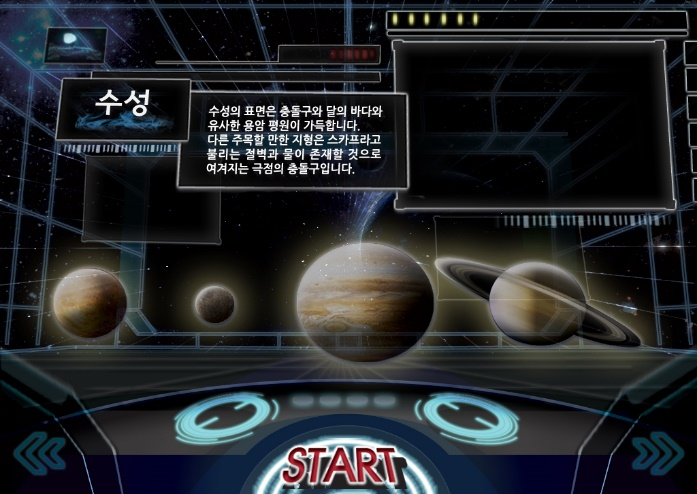 수성
수성의 표면은 충돌구와 달의 바다와
유사한 용암 평원이 가득합니다.
다른 주목할 만한 지형은 스카프라고
불리는 절벽과 물이 존재할 것으로
여겨지는 극점의 충돌구입니다.
START